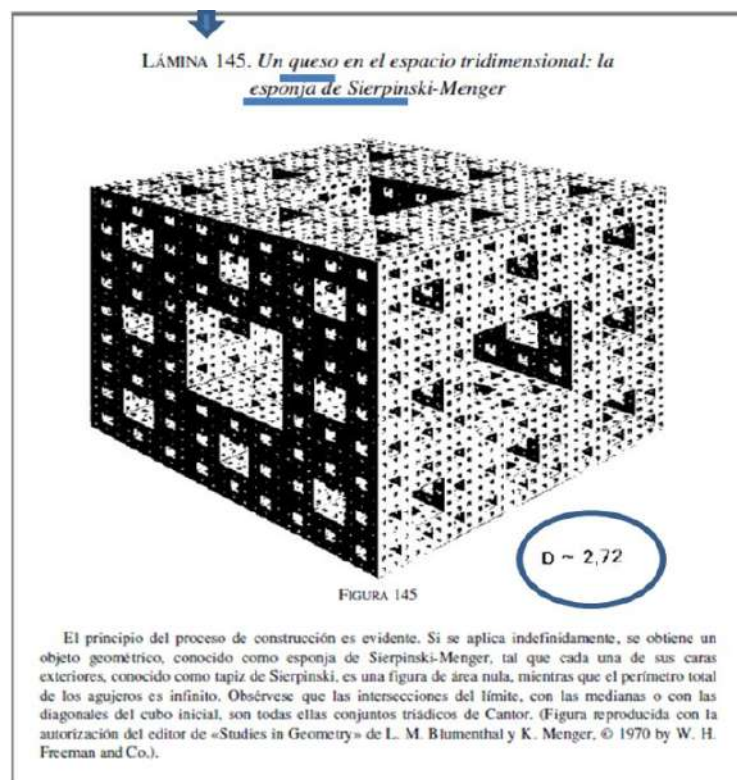 LÁMINA 145. Un queso en el espacio tridimensional: la
esponja de Sierpinski-Menger
D ~ 2,72
FIGURA 145
El principio del proceso de construcción es evidente. Si se aplica indefinidamente, se obtiene un
objeto geométrico, conocido como esponja de Sierpinski-Menger, tal que cada una de sus caras
exteriores, conocido como tapiz de Sierpinski, es una figura de área nula, mientras que el perímetro total
de los agujeros es infinito. Obsérvese que las intersecciones del límite, con las medianas o con las
diagonales del cubo inicial, son todas ellas conjuntos triádicos de Cantor. (Figura reproducida con la
autorización del editor de «Studies in Geometry» de L. M. Blumenthal y K. Menger, © 1970 by W. H.
Freeman and Co.).